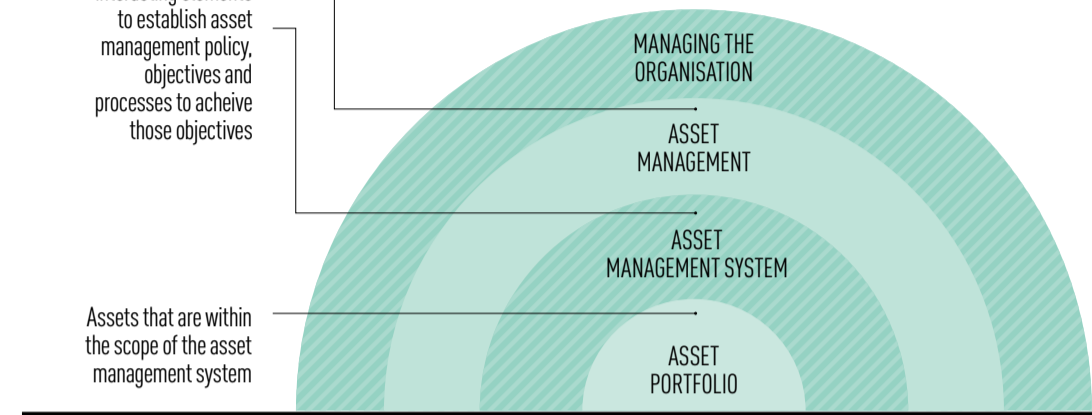 to establish asset
management policy,
objectives and
processes to acheive
those objectives
Assets that are within
the scope of the asset
management system
MANAGING THE
ORGANISATION
ASSET
MANAGEMENT
ASSET
MANAGEMENT SYSTEM
ASSET
PORTFOLIO